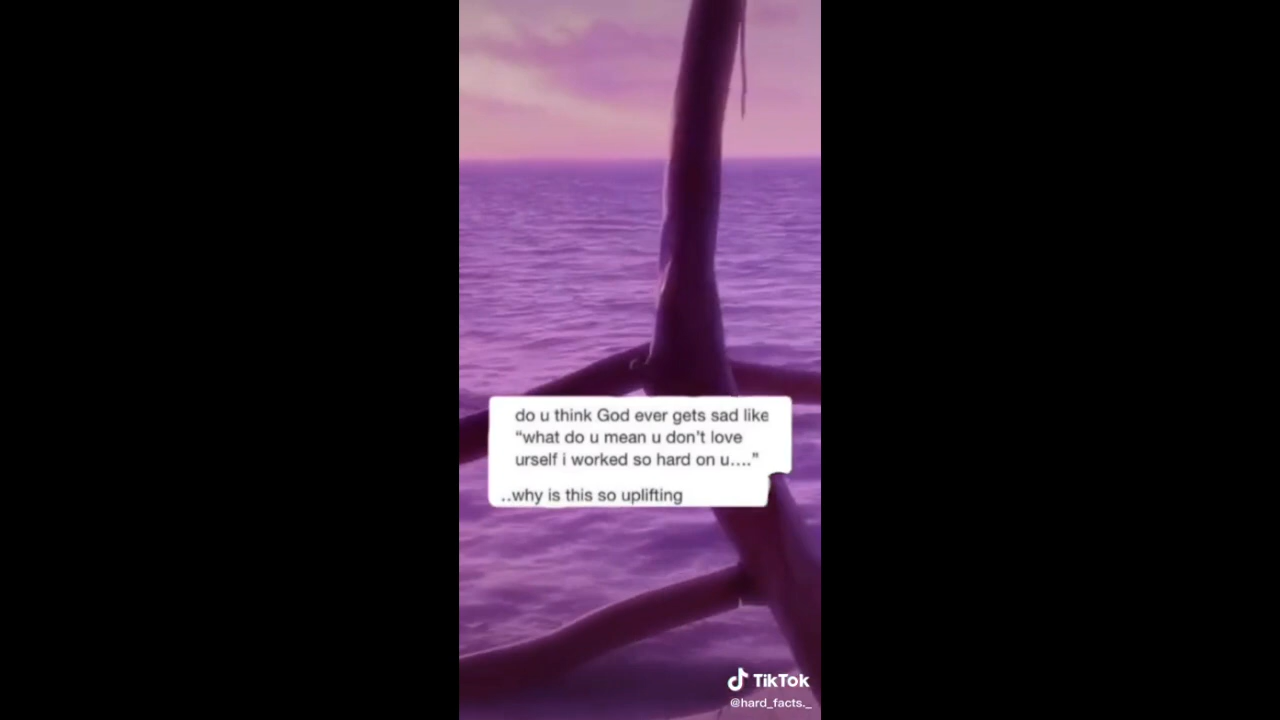 do u think God ever gets sad like
“what do u mean u don’t love
urself i worked so hard on u....”
..why is this so uplifting
TikTok
@hard_facts._